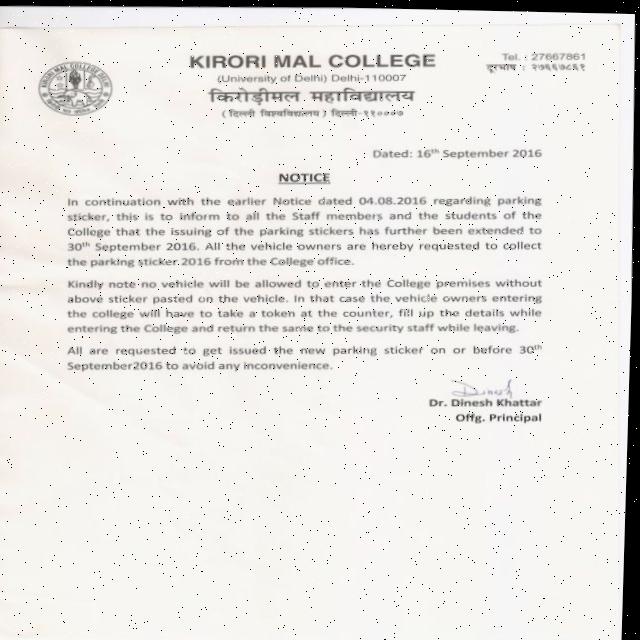 KIRORI MAL COLLEGE
(University of Delhi) Delhi-110007
किरोड़ीमल महाविद्यालय
( दिल्ली विश्वविद्यालय ) दिल्ली-११०००७
Tel. : 27667861
दूरभाष : २७६६७८६१
Dated: 16th September 2016
NOTICE
In continuation with the earlier Notice dated 04.08.2016 regarding parking
sticker, this is to inform to all the Staff members and the students of the
College that the issuing of the parking stickers has further been extended to
30th September 2016. All the vehicle owners are hereby requested to collect
the parking sticker 2016 from the College office.
Kindly note no vehicle will be allowed to enter the College premises without
above sticker pasted on the vehicle. In that case the vehicle owners entering
the college will have to take a token at the counter, fill up the details while
entering the College and return the same to the security staff while leaving.
All are requested to get issued the new parking sticker on or before 30th
September2016 to avoid any inconvenience.
Dinesh
Dr. Dinesh Khattar
Offg. Principal